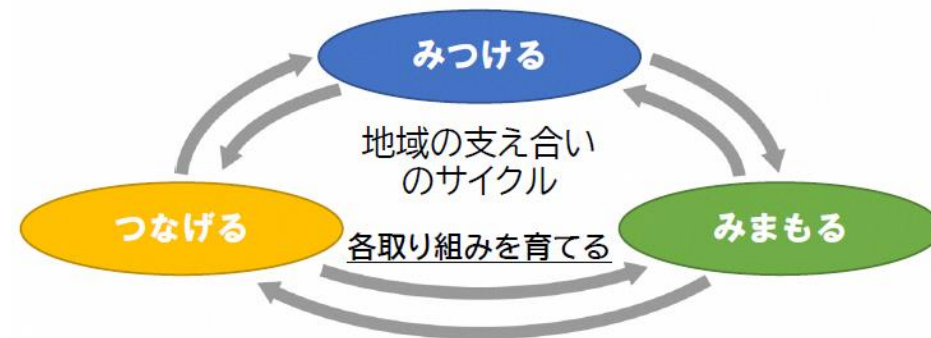 みつける
地域の支え合い
のサイクル
つなげる
みまもる
各取り組みを育てる